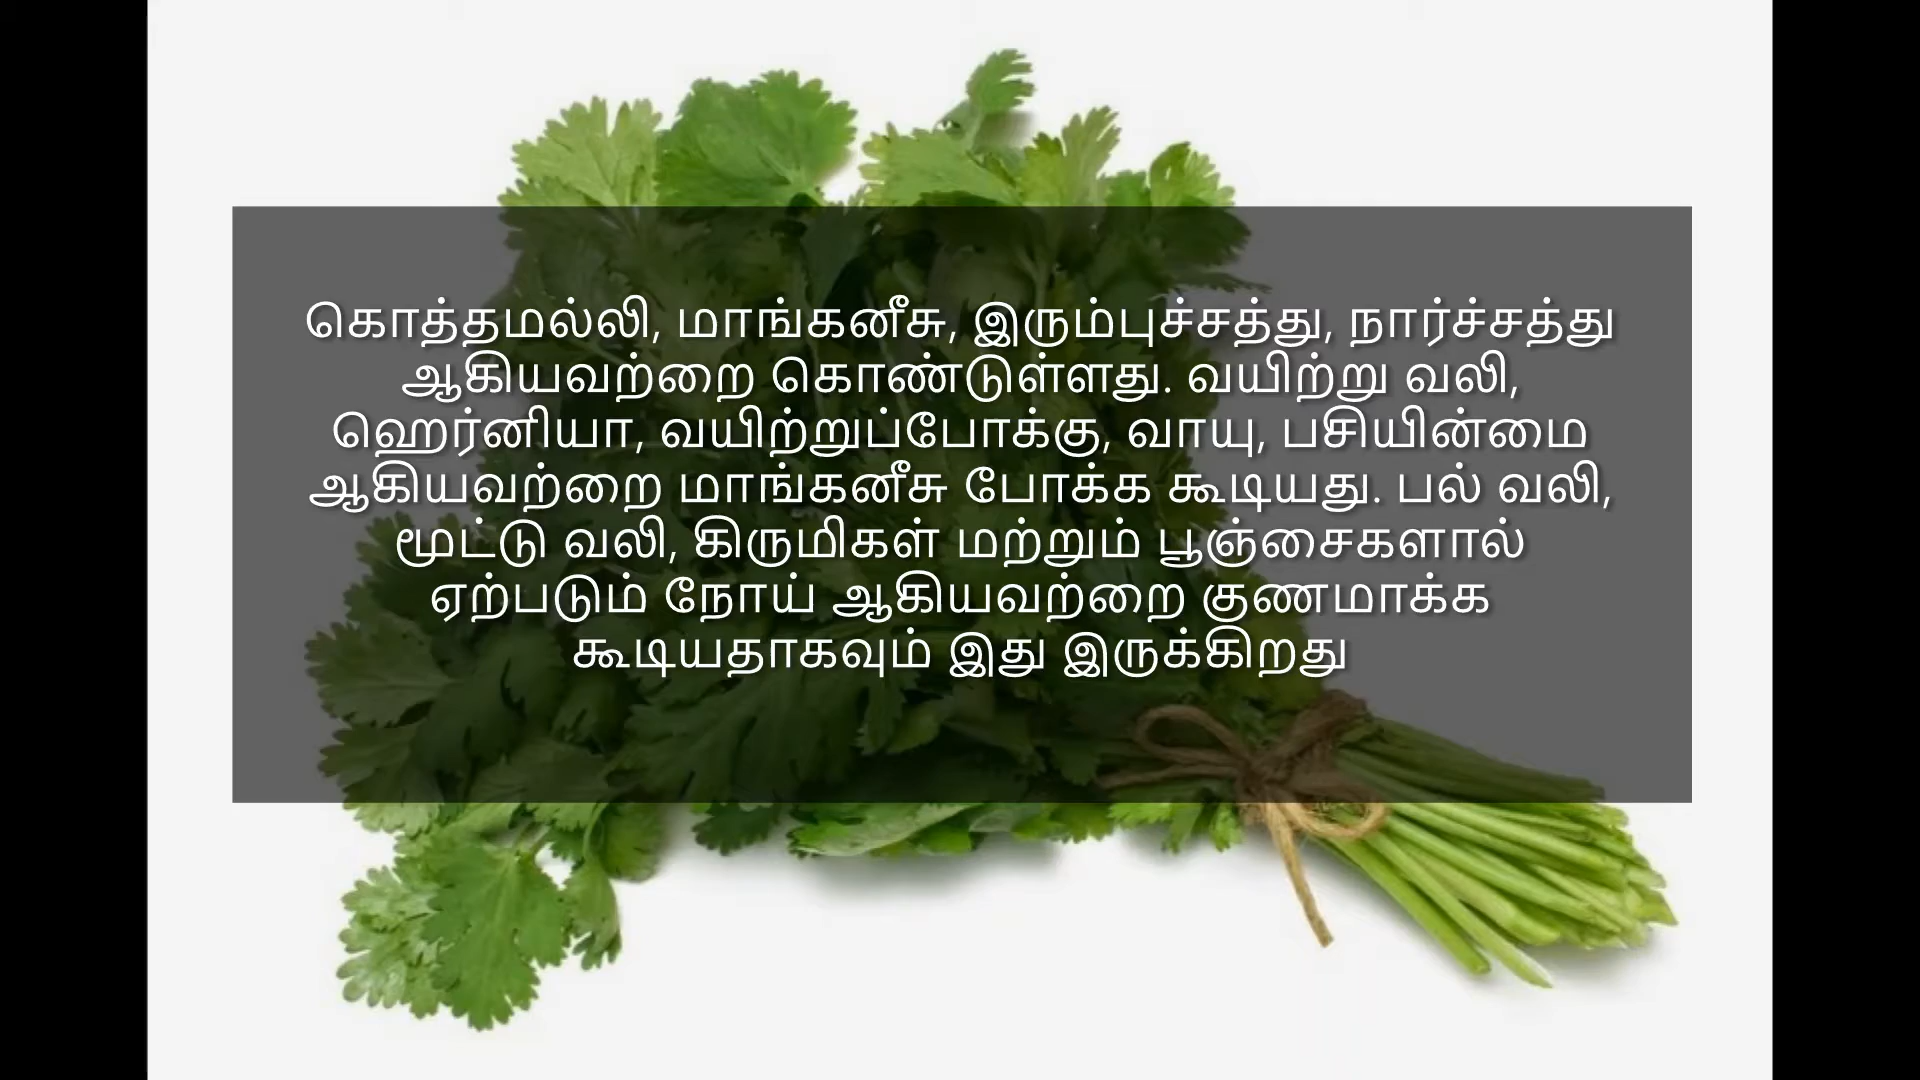 கொத்தமல்லி, மாங்கனீசு, இரும்புச்சத்து, நார்ச்சத்து
ஆகியவற்றை கொண்டுள்ளது. வயிற்று வலி,
ஹெர்னியா, வயிற்றுப்போக்கு, வாயு, பசியின்மை
ஆகியவற்றை மாங்கனீசு போக்க கூடியது. பல் வலி,
மூட்டு வலி, கிருமிகள் மற்றும் பூஞ்சைகளால்
ஏற்படும் நோய் ஆகியவற்றை குணமாக்க
கூடியதாகவும் இது இருக்கிறது